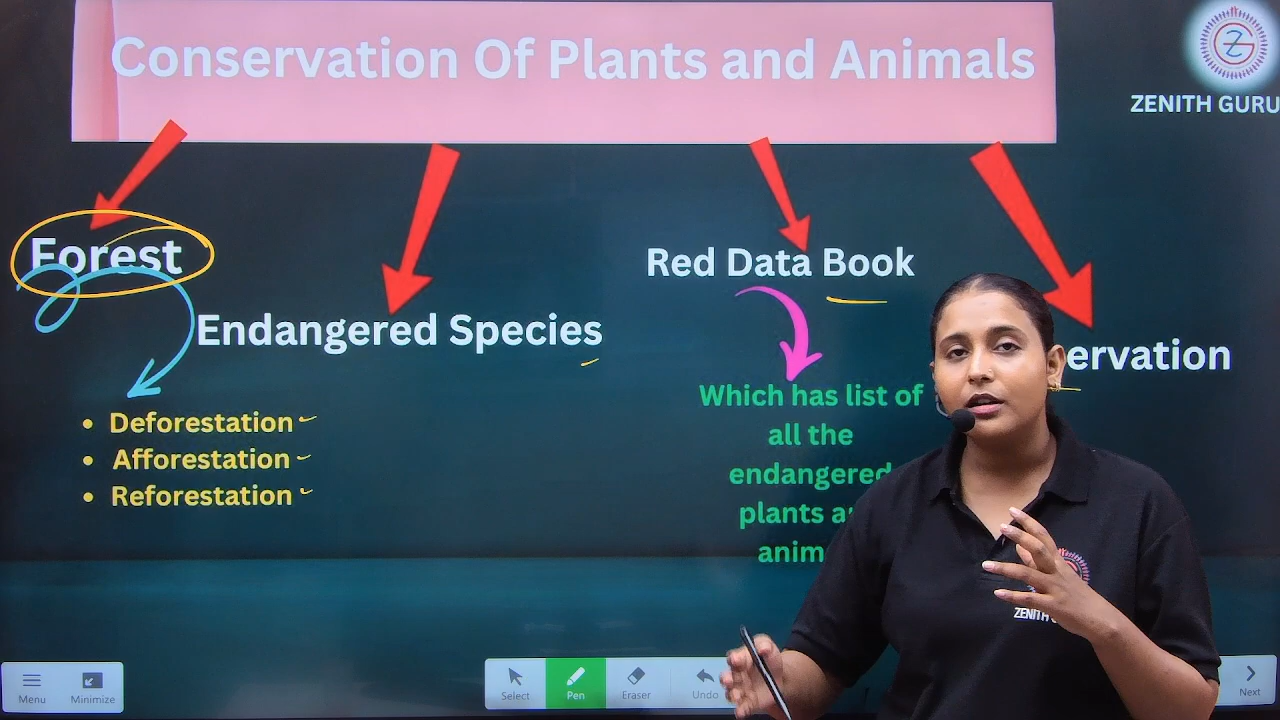 Conservation Of Plants and Animals
ZENITH GURU
Forest
Red Data Book
Endangered Species
ervation
Which has list of
all the
endangered
plants a
anim
Deforestation
Afforestation
Reforestation
ZENITH G
Menu
Minimize
Select
Pen
Eraser
Undo
Next